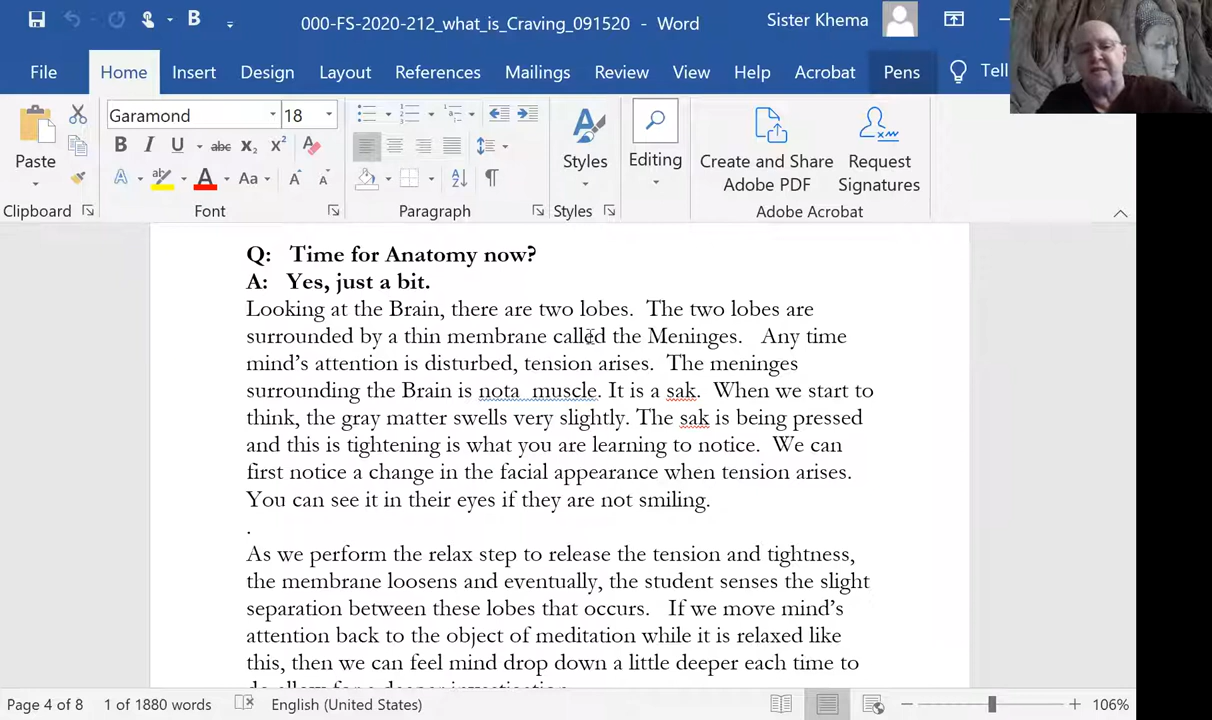 000-FS-2020-212_what_is_Craving_091520 - Word
Sister Khema
File Home Insert Design Layout References Mailings Review View Help Acrobat Pens Tell
Garamond 18
Paste
Styles
Editing
Create and Share Adobe PDF
Request Signatures
Clipboard Font Paragraph Styles Adobe Acrobat
Q: Time for Anatomy now?
A: Yes, just a bit.
Looking at the Brain, there are two lobes. The two lobes are
surrounded by a thin membrane called the Meninges. Any time
mind's attention is disturbed, tension arises. The meninges
surrounding the Brain is nota muscle. It is a sak. When we start to
think, the gray matter swells very slightly. The sak is being pressed
and this is tightening is what you are learning to notice. We can
first notice a change in the facial appearance when tension arises.
You can see it in their eyes if they are not smiling.
.
As we perform the relax step to release the tension and tightness,
the membrane loosens and eventually, the student senses the slight
separation between these lobes that occurs. If we move mind's
attention back to the object of meditation while it is relaxed like
this, then we can feel mind drop down a little deeper each time to
Page 4 of 8 1 of 1880 words English (United States) 106%